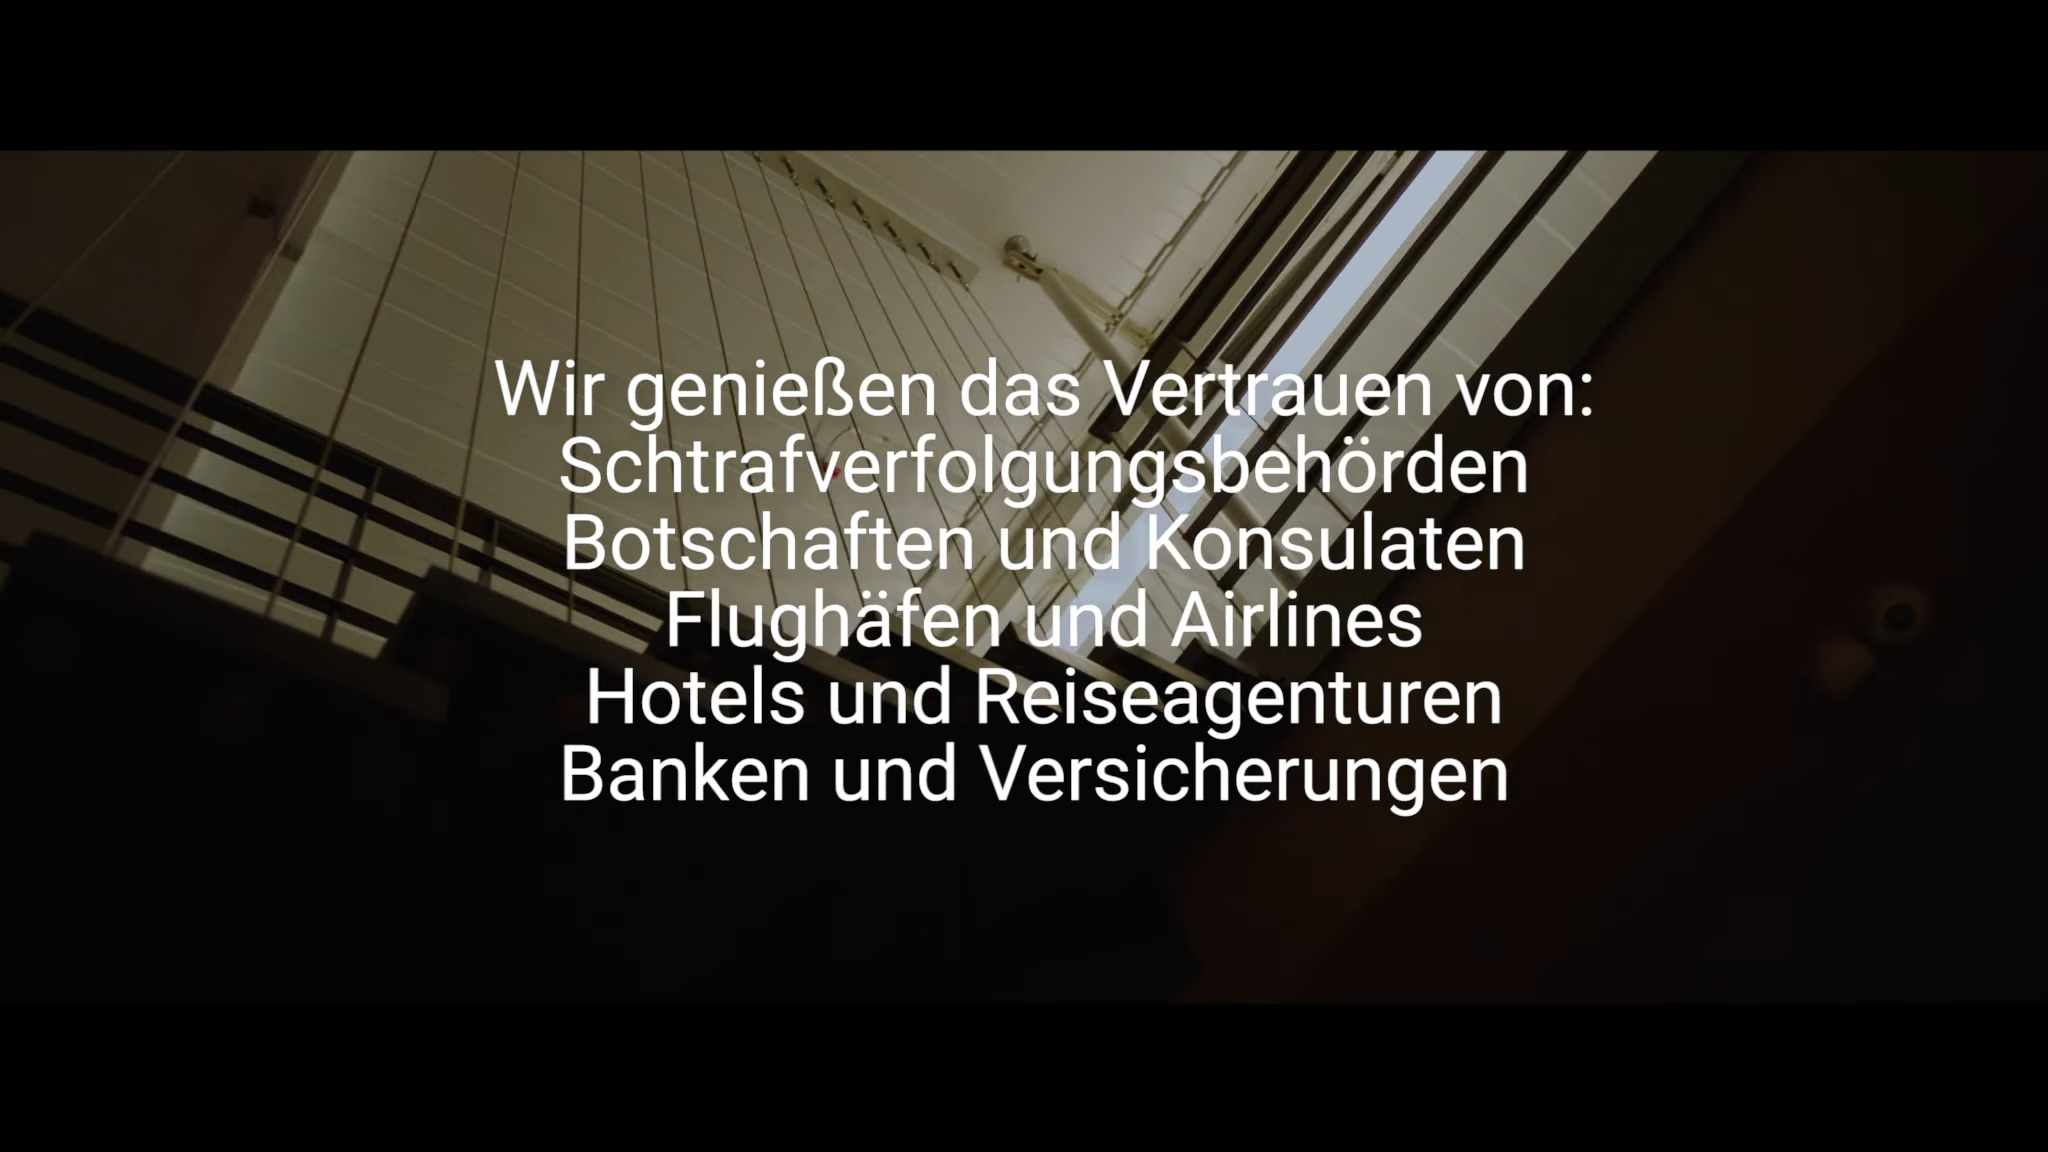 Wir genießen das Vertrauen von:
Schtrafverfolgungsbehörden
Botschaften und Konsulaten
Flughäfen und Airlines
Hotels und Reiseagenturen
Banken und Versicherungen